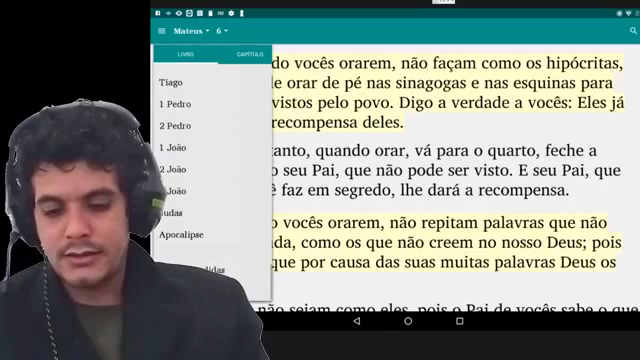 Mateus 6
LIVRO CAPÍTULO
Tiago
1 Pedro
2 Pedro
1 João
2 João
João
Judas
Apocalipse
do vocês orarem, não façam como os hipócritas,
e orar de pé nas sinagogas e nas esquinas para
vistos pelo povo. Digo a verdade a vocês: Eles já
recompensa deles.
tanto, quando orar, vá para o quarto, feche a
o seu Pai, que não pode ser visto. E seu Pai, que
ê faz em segredo, lhe dará a recompensa.
o vocês orarem, não repitam palavras que não
ada, como os que não creem no nosso Deus; pois
que por causa das suas muitas palavras Deus os
não sejam como eles, pois o Pai de vocês sabe o que